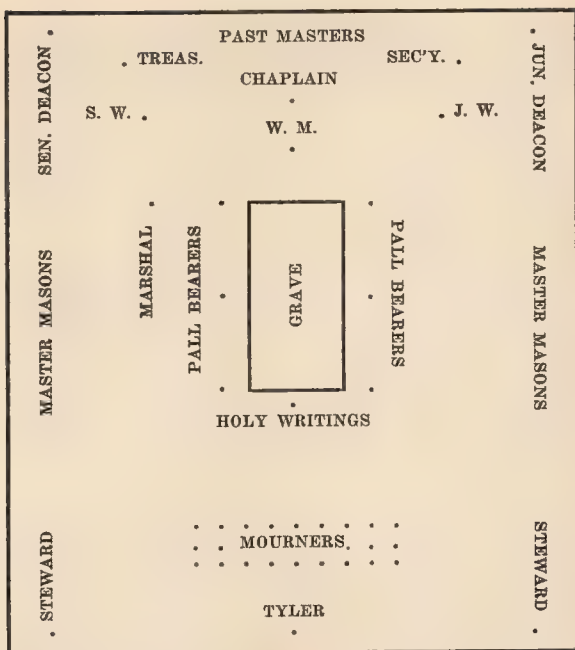 PAST MASTERS
TREAS.
SEC'Y.
CHAPLAIN
SEN. DEACON
JUN. DEACON
S. W.
J. W.
W. M.
MARSHAL
PALL BEARERS
GRAVE
PALL BEARERS
MASTER MASONS
MASTER MASONS
HOLY WRITINGS
MOURNERS
STEWARD
STEWARD
TYLER